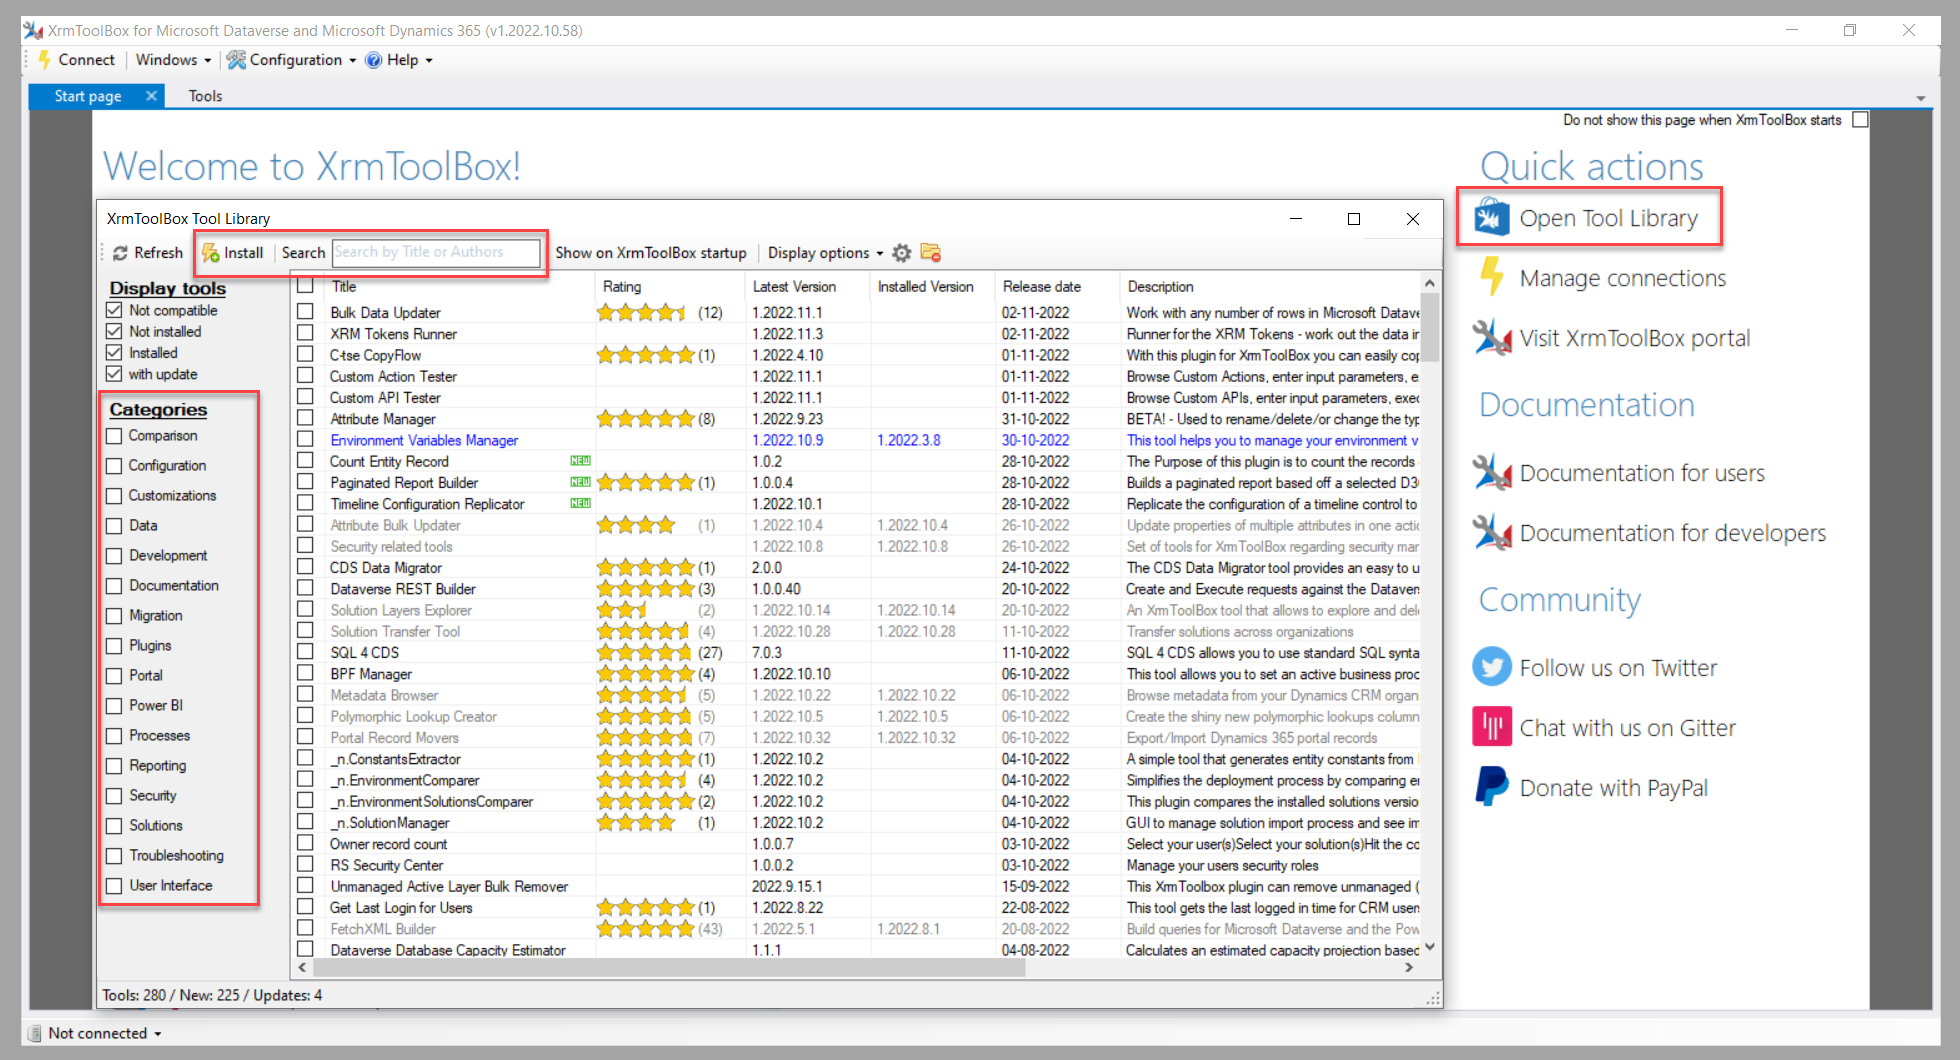 XrmToolBox for Microsoft Dataverse and Microsoft Dynamics 365 (v1.2022.10.58)
Connect Windows Configuration Help
Start page Tools
Do not show this page when XrmToolBox starts
Welcome to XrmToolBox!
XrmToolBox Tool Library
Refresh Install Search Search by Title or Authors Show on XrmToolBox startup Display options
Display tools
Not compatible
Not installed
Installed
with update
Categories
Comparison
Configuration
Customizations
Data
Development
Documentation
Migration
Plugins
Portal
Power BI
Processes
Reporting
Security
Solutions
Troubleshooting
User Interface
Title Rating Latest Version Installed Version Release date Description
Bulk Data Updater (12) 1.2022.11.1 02-11-2022 Work with any number of rows in Microsoft Datave
XRM Tokens Runner 1.2022.11.3 02-11-2022 Runner for the XRM Tokens - work out the data in
C-tse CopyFlow (1) 1.2022.4.10 01-11-2022 With this plugin for XrmToolBox you can easily cop
Custom Action Tester 1.2022.11.1 01-11-2022 Browse Custom Actions, enter input parameters, e
Custom API Tester 1.2022.11.1 01-11-2022 Browse Custom APIs, enter input parameters, exec
Attribute Manager (8) 1.2022.9.23 31-10-2022 BETA! - Used to rename/delete/or change the typ
Environment Variables Manager 1.2022.10.9 1.2022.3.8 30-10-2022 This tool helps you to manage your environment v
Count Entity Record NEW 1.0.2 28-10-2022 The Purpose of this plugin is to count the records
Paginated Report Builder NEW (1) 1.0.0.4 28-10-2022 Builds a paginated report based off a selected D3
Timeline Configuration Replicator NEW 1.2022.10.1 28-10-2022 Replicate the configuration of a timeline control to
Attribute Bulk Updater (1) 1.2022.10.4 1.2022.10.4 26-10-2022 Update properties of multiple attributes in one actic
Security related tools 1.2022.10.8 1.2022.10.8 26-10-2022 Set of tools for XrmToolBox regarding security mar
CDS Data Migrator (1) 2.0.0 24-10-2022 The CDS Data Migrator tool provides an easy to u
Dataverse REST Builder (3) 1.0.0.40 20-10-2022 Create and Execute requests against the Dataver
Solution Layers Explorer (2) 1.2022.10.14 1.2022.10.14 20-10-2022 An XrmToolBox tool that allows to explore and del
Solution Transfer Tool (4) 1.2022.10.28 1.2022.10.28 11-10-2022 Transfer solutions across organizations
SQL 4 CDS (27) 7.0.3 11-10-2022 SQL 4 CDS allows you to use standard SQL synta
BPF Manager (4) 1.2022.10.10 06-10-2022 This tool allows you to set an active business proc
Metadata Browser (5) 1.2022.10.22 1.2022.10.22 06-10-2022 Browse metadata from your Dynamics CRM organ
Polymorphic Lookup Creator (5) 1.2022.10.5 1.2022.10.5 06-10-2022 Create the shiny new polymorphic lookups column
Portal Record Movers (7) 1.2022.10.32 1.2022.10.32 06-10-2022 Export/Import Dynamics 365 portal records
_n.ConstantsExtractor (1) 1.2022.10.2 04-10-2022 A simple tool that generates entity constants from
_n.EnvironmentComparer (4) 1.2022.10.2 04-10-2022 Simplifies the deployment process by comparing e
_n.EnvironmentSolutionsComparer (2) 1.2022.10.2 04-10-2022 This plugin compares the installed solutions versio
_n.SolutionManager (1) 1.2022.10.2 04-10-2022 GUI to manage solution import process and see im
Owner record count 1.0.0.7 03-10-2022 Select your user(s)Select your solution(s)Hit the cc
RS Security Center 1.0.0.2 03-10-2022 Manage your users security roles
Unmanaged Active Layer Bulk Remover 2022.9.15.1 15-09-2022 This XrmToolbox plugin can remove unmanaged (
Get Last Login for Users (1) 1.2022.8.22 22-08-2022 This tool gets the last logged in time for CRM user
FetchXML Builder (43) 1.2022.5.1 1.2022.8.1 20-08-2022 Build queries for Microsoft Dataverse and the Pow
Dataverse Database Capacity Estimator 1.1.1 04-08-2022 Calculates an estimated capacity projection based
Tools: 280 / New: 225 / Updates: 4
Quick actions
Open Tool Library
Manage connections
Visit XrmToolBox portal
Documentation
Documentation for users
Documentation for developers
Community
Follow us on Twitter
Chat with us on Gitter
Donate with PayPal
Not connected